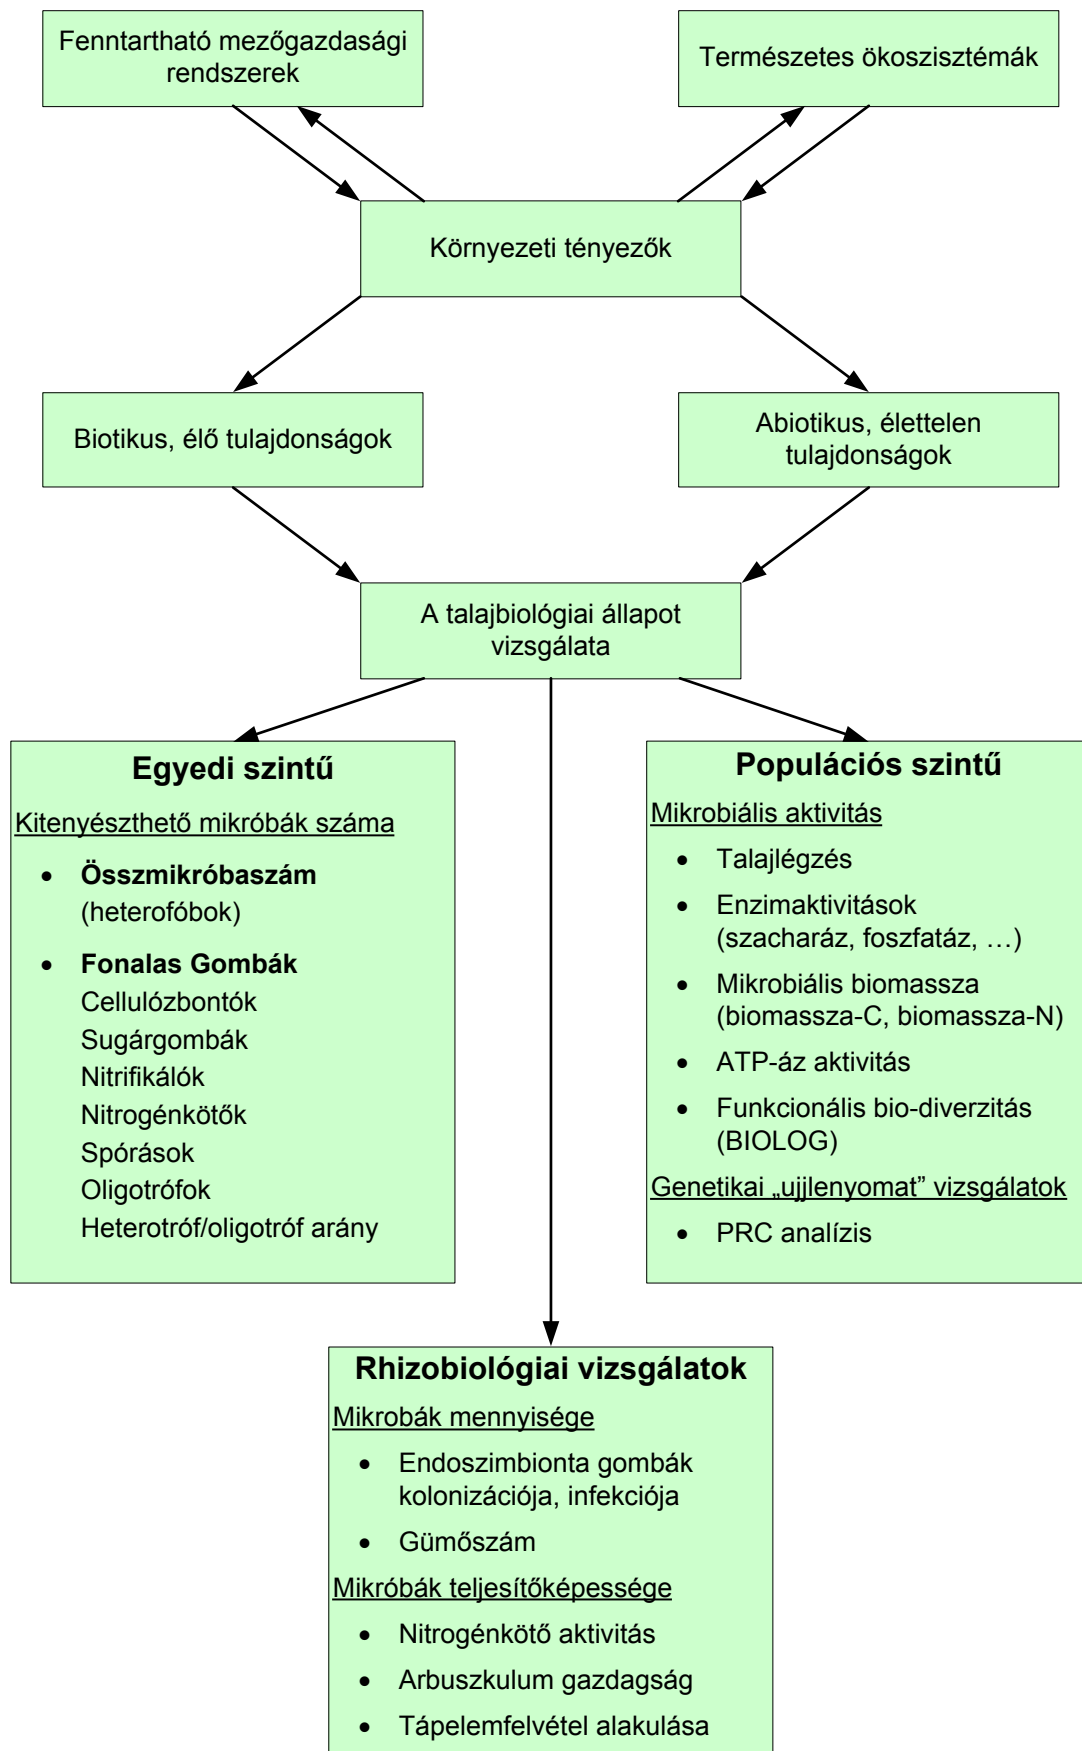 Fenntartható mezőgazdasági
rendszerek
Természetes ökoszisztémák
Környezeti tényezők
Biotikus, élő tulajdonságok
Abiotikus, élettelen
tulajdonságok
A talajbiológiai állapot
vizsgálata
Egyedi szintű
Kitenyészthető mikróbák száma
• Összmikróbaszám
(heterofóbok)
• Fonalas Gombák
Cellulózbontók
Sugárgombák
Nitrifikálók
Nitrogénkötők
Spórások
Oligotrófok
Heterotróf/oligotróf arány
Populációs szintű
Mikrobiális aktivitás
• Talajlégzés
• Enzimaktivitások
(szacharáz, foszfatáz, …)
• Mikrobiális biomassza
(biomassza-C, biomassza-N)
• ATP-áz aktivitás
• Funkcionális bio-diverzitás
(BIOLOG)
Genetikai „ujjlenyomat” vizsgálatok
• PRC analízis
Rhizobiológiai vizsgálatok
Mikrobák mennyisége
• Endoszimbionta gombák
kolonizációja, infekciója
• Gümőszám
Mikróbák teljesítőképessége
• Nitrogénkötő aktivitás
• Arbuszkulum gazdagság
• Tápelemfelvétel alakulása